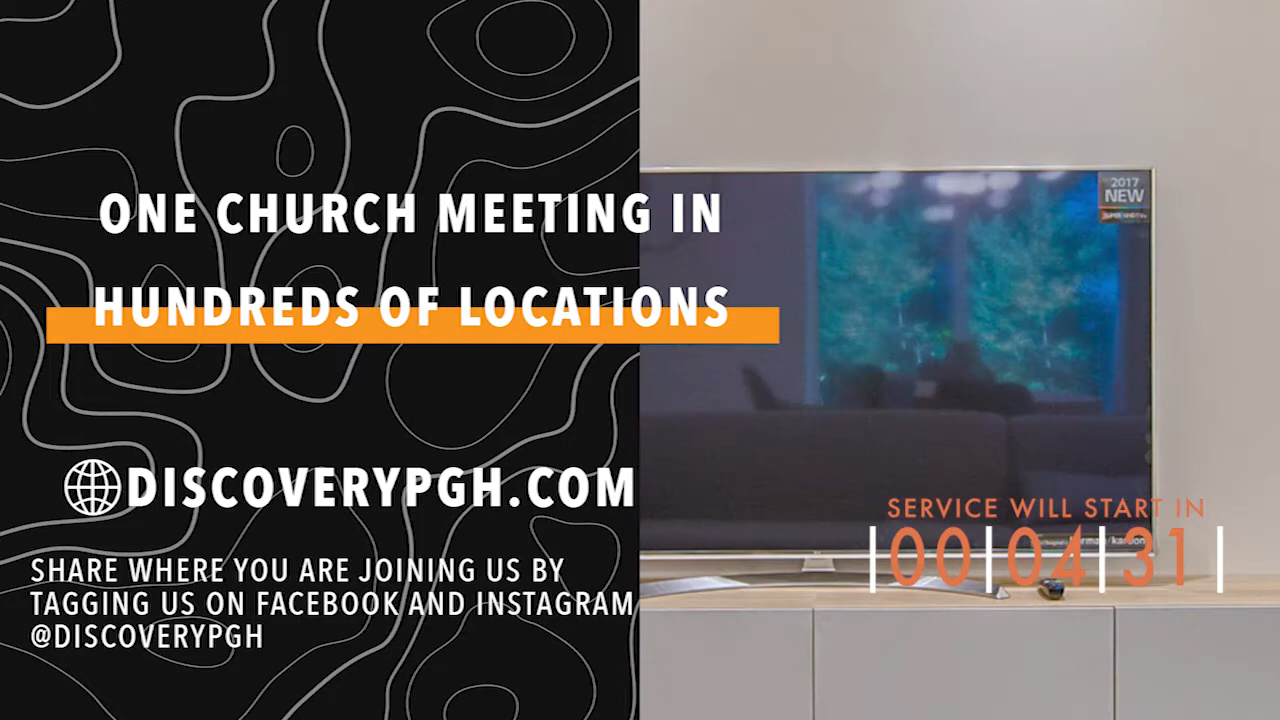 ONE CHURCH MEETING IN
HUNDREDS OF LOCATIONS
DISCOVERYPGH.COM
SHARE WHERE YOU ARE JOINING US BY
TAGGING US ON FACEBOOK AND INSTAGRAM
@DISCOVERYPGH
2017
NEW
SERVICE WILL START IN
|00|04|31|